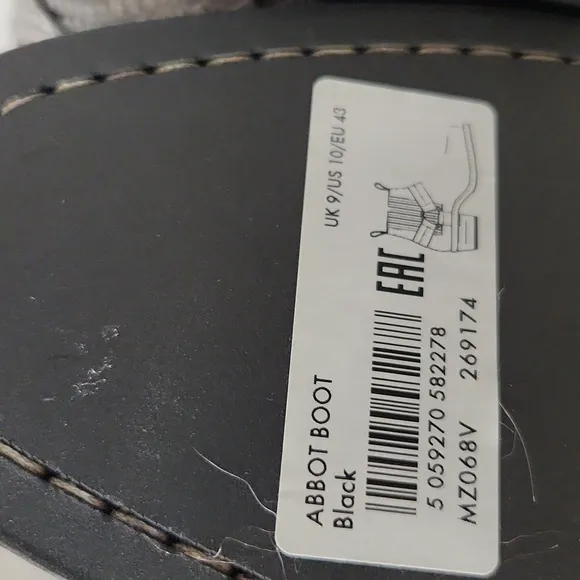 UK 9/US 10/EU 43
EAC
ABBOT BOOT
Black
5 059270 582278
MZ068V 269174